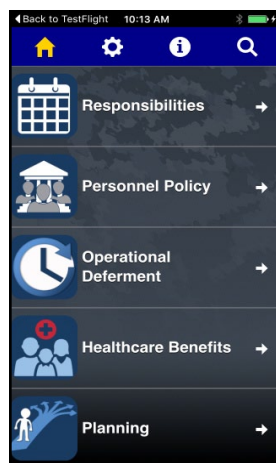 Back to TestFlight 10:13 AM
Responsibilities
Personnel Policy
Operational
Deferment
Healthcare Benefits
Planning